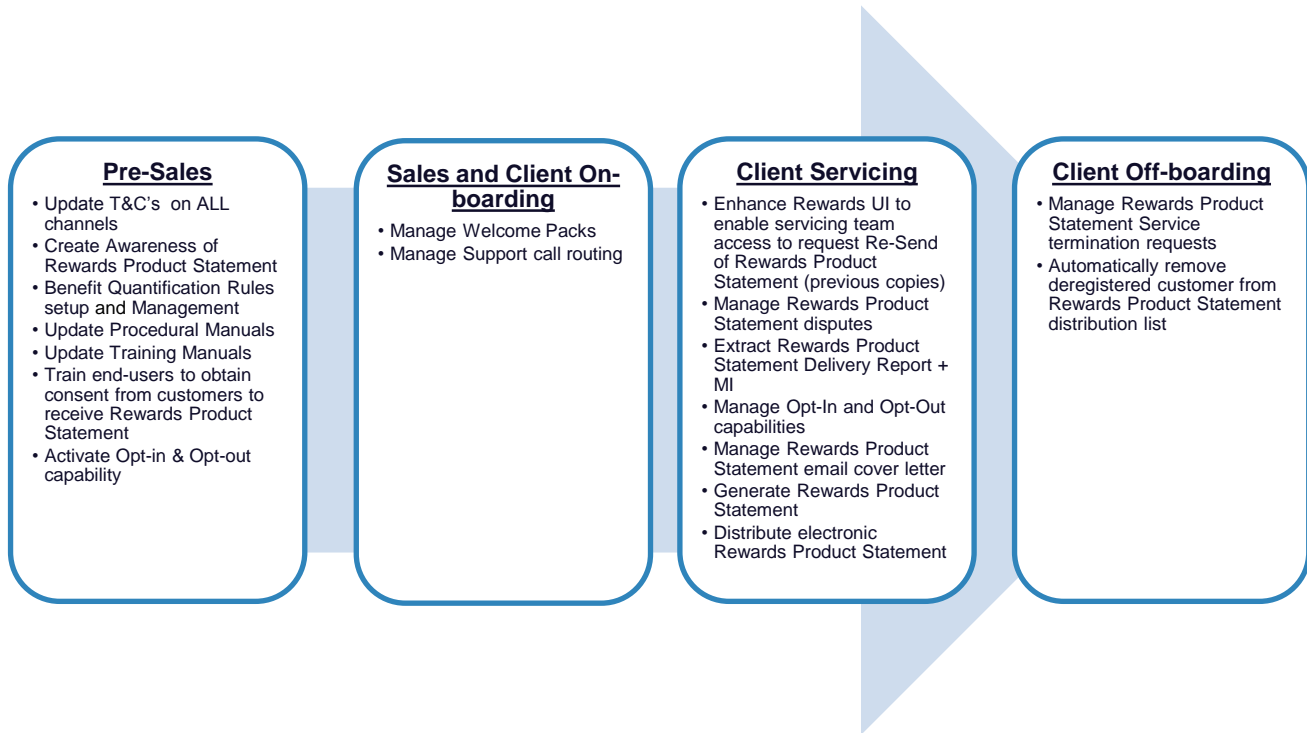 Pre-Sales
• Update T&C's on ALL
channels
• Create Awareness of
Rewards Product Statement
• Benefit Quantification Rules
setup and Management
• Update Procedural Manuals
• Update Training Manuals
• Train end-users to obtain
consent from customers to
receive Rewards Product
Statement
• Activate Opt-in & Opt-out
capability
Sales and Client On-
boarding
• Manage Welcome Packs
• Manage Support call routing
Client Servicing
• Enhance Rewards UI to
enable servicing team
access to request Re-Send
of Rewards Product
Statement (previous copies)
• Manage Rewards Product
Statement disputes
• Extract Rewards Product
Statement Delivery Report +
MI
• Manage Opt-In and Opt-Out
capabilities
• Manage Rewards Product
Statement email cover letter
• Generate Rewards Product
Statement
• Distribute electronic
Rewards Product Statement
Client Off-boarding
• Manage Rewards Product
Statement Service
termination requests
• Automatically remove
deregistered customer from
Rewards Product Statement
distribution list